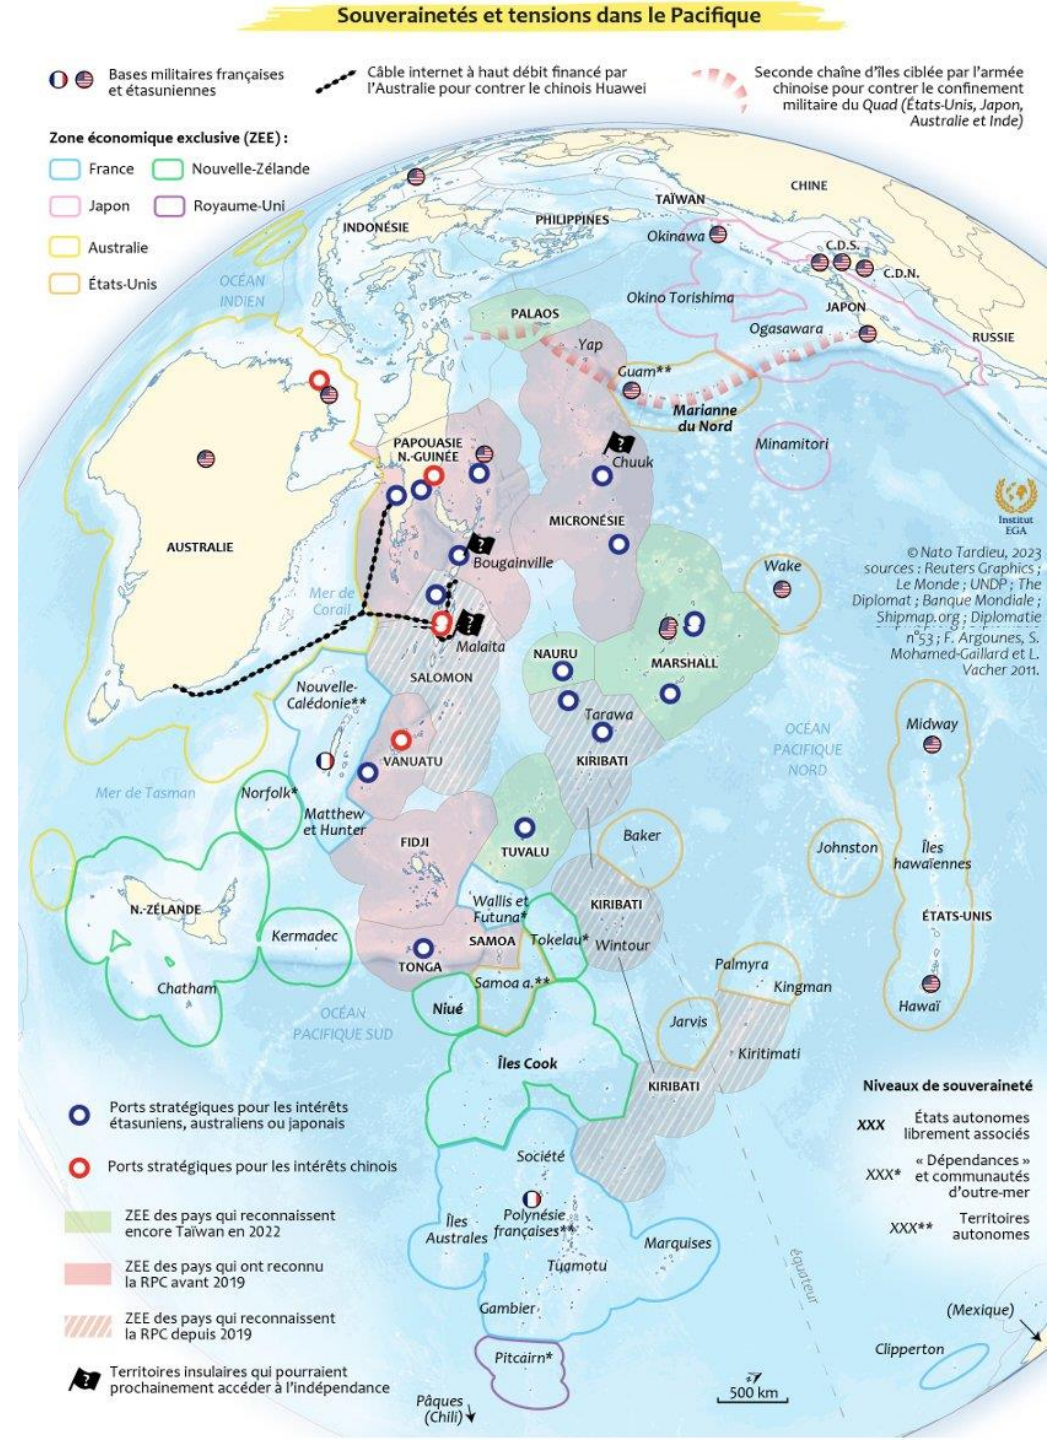 Souverainetés et tensions dans le Pacifique
Bases militaires françaises
et étasuniennes
Câble internet à haut débit financé par
l'Australie pour contrer le chinois Huawei
Seconde chaîne d'îles ciblée par l'armée
chinoise pour contrer le confinement
militaire du Quad (États-Unis, Japon,
Australie et Inde)
Zone économique exclusive (ZEE) :
France
Nouvelle-Zélande
Japon
Royaume-Uni
Australie
États-Unis
CHINE
TAÏWAN
PHILIPPINES
INDONÉSIE
Okinawa
C.D.S.
C.D.N.
OCÉAN
INDIEN
Okino Torishima
JAPON
PALAOS
Ogasawara
RUSSIE
Yap
Guam**
Marianne
du Nord
PAPOUASIE
N.-GUINÉE
Minamitori
Chuuk
MICRONÉSIE
Institut
EGA
AUSTRALIE
Bougainville
Wake
© Nato Tardieu, 2023
sources : Reuters Graphics ;
Le Monde ; UNDP ; The
Diplomat ; Banque Mondiale ;
Shipmap.org ; Diplomatie
n°53 ; F. Argounes, S.
Mohamed-Gaillard et L.
Vacher 2011.
Mer de
Corail
Malaita
NAURU
MARSHALL
SALOMON
Nouvelle-
Calédonie**
Tarawa
OCÉAN
PACIFIQUE
NORD
Midway
VANUATU
KIRIBATI
Mer de Tasman
Norfolk*
Matthew
et Hunter
FIDJI
TUVALU
Baker
Johnston
Îles
hawaïennes
N.-ZÉLANDE
Wallis et
Futuna*
KIRIBATI
ÉTATS-UNIS
Kermadec
SAMOA
Tokelau*
Wintour
TONGA
Palmyra
Chatham
Samoa a.**
Kingman
Niué
Hawaï
OCÉAN
PACIFIQUE SUD
Jarvis
Îles Cook
Kiritimati
KIRIBATI
Niveaux de souveraineté
XXX
États autonomes
librement associés
XXX*
« Dépendances »
et communautés
d'outre-mer
XXX**
Territoires
autonomes
Ports stratégiques pour les intérêts
étasuniens, australiens ou japonais
Ports stratégiques pour les intérêts chinois
Société
ZEE des pays qui reconnaissent
encore Taïwan en 2022
Îles
Australes
Polynésie
françaises**
Marquises
ZEE des pays qui ont reconnu
la RPC avant 2019
Tuamotu
équateur
Gambier
ZEE des pays qui reconnaissent
la RPC depuis 2019
(Mexique)
Clipperton
Pitcairn*
Territoires insulaires qui pourraient
prochainement accéder à l'indépendance
500 km
Pâques
(Chili)